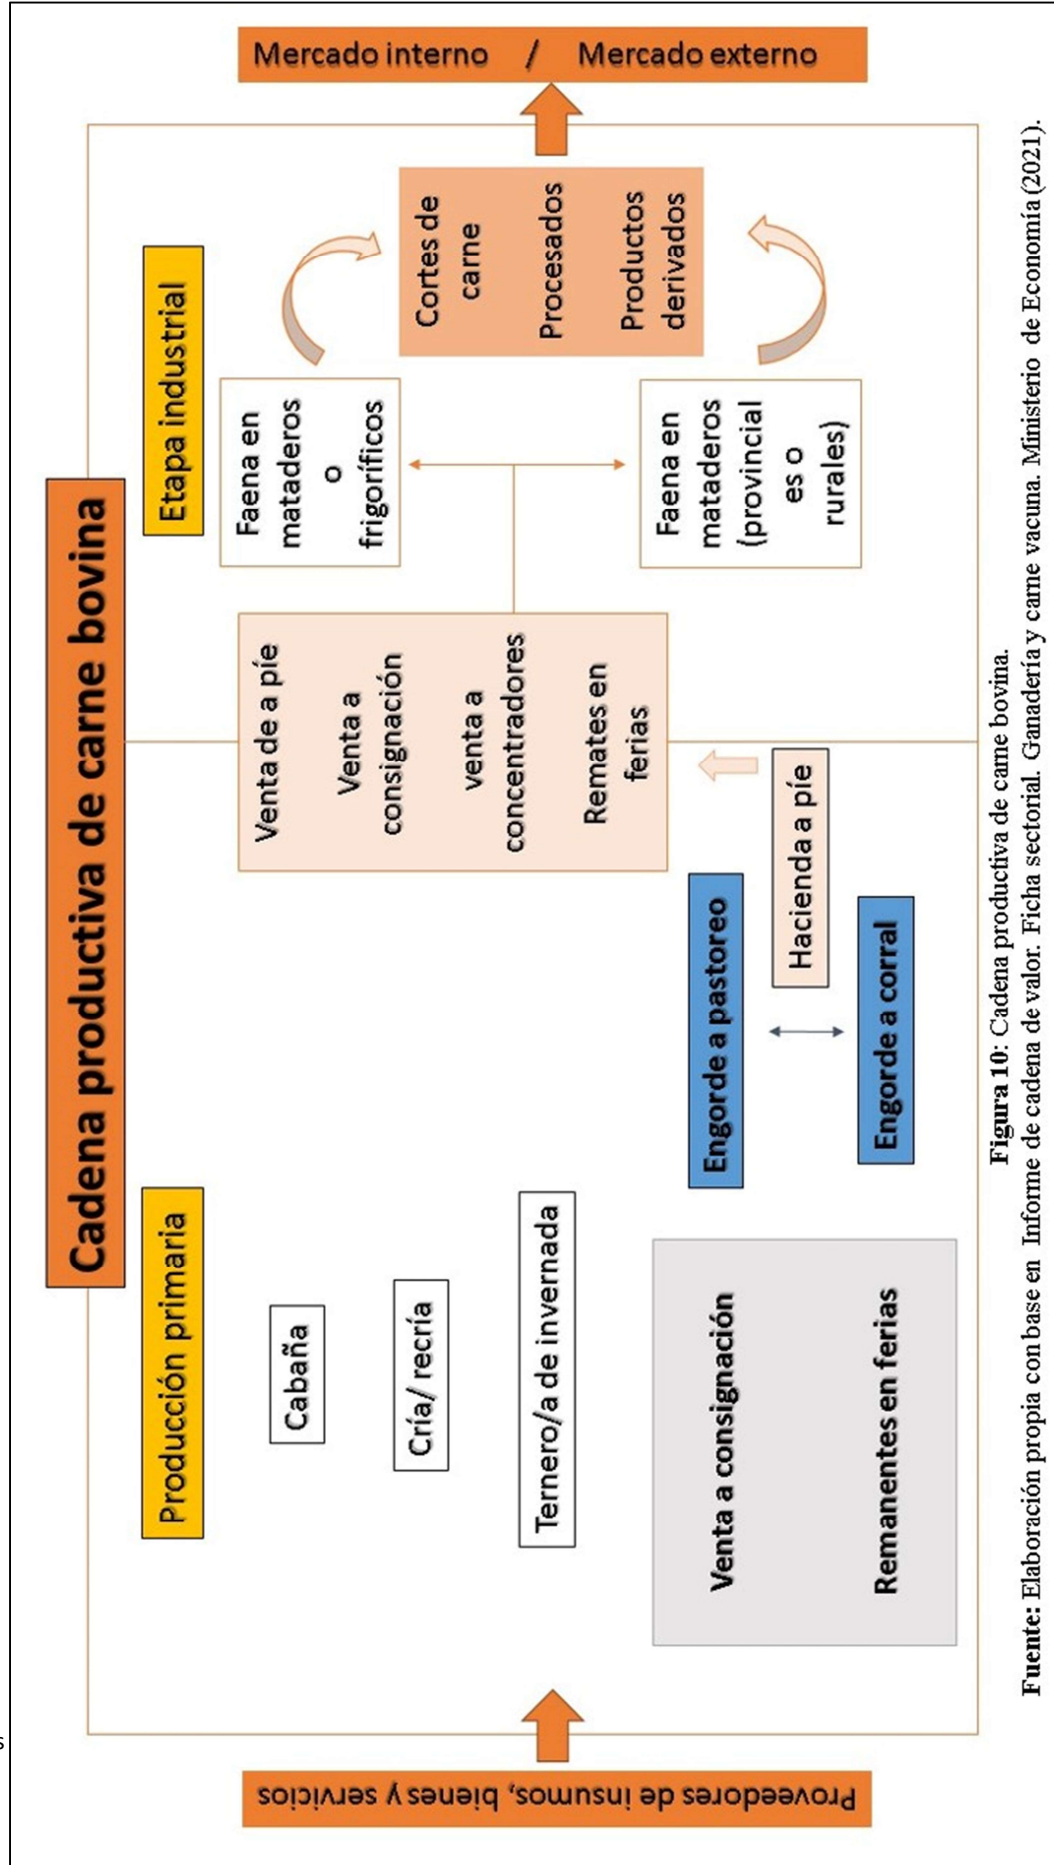 Cadena productiva de carne bovina
Proveedores de insumos, bienes y servicios
Producción primaria
Cabaña
Cría/ recría
Ternero/a de invernada
Venta a consignación
Remanentes en ferias
Engorde a pastoreo
Engorde a corral
Hacienda a píe
Venta de a píe
Venta a
consignación
venta a
concentradores
Remates en
ferias
Etapa industrial
Faena en
mataderos
o
frigoríficos
Faena en
mataderos
(provincial
es o
rurales)
Cortes de
carne
Procesados
Productos
derivados
Mercado interno / Mercado externo
Figura 10: Cadena productiva de carne bovina.
Fuente: Elaboración propia con base en Informe de cadena de valor. Ficha sectorial. Ganadería y carne vacuna. Ministerio de Economía (2021).
s